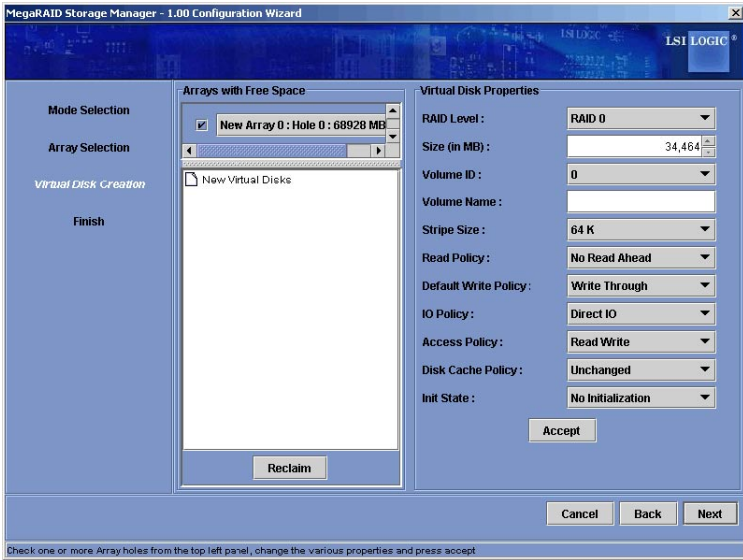 MegaRAID Storage Manager - 1.00 Configuration Wizard
LSI LOGIC
LSI LOGIC ®
Mode Selection
Array Selection
Virtual Disk Creation
Finish
Arrays with Free Space
New Array 0 : Hole 0 : 68928 MB
New Virtual Disks
Reclaim
Virtual Disk Properties
RAID Level : RAID 0
Size (in MB) : 34,464
Volume ID : 0
Volume Name :
Stripe Size : 64 K
Read Policy : No Read Ahead
Default Write Policy : Write Through
IO Policy : Direct IO
Access Policy : Read Write
Disk Cache Policy : Unchanged
Init State : No Initialization
Accept
Cancel Back Next
Check one or more Array holes from the top left panel, change the various properties and press accept